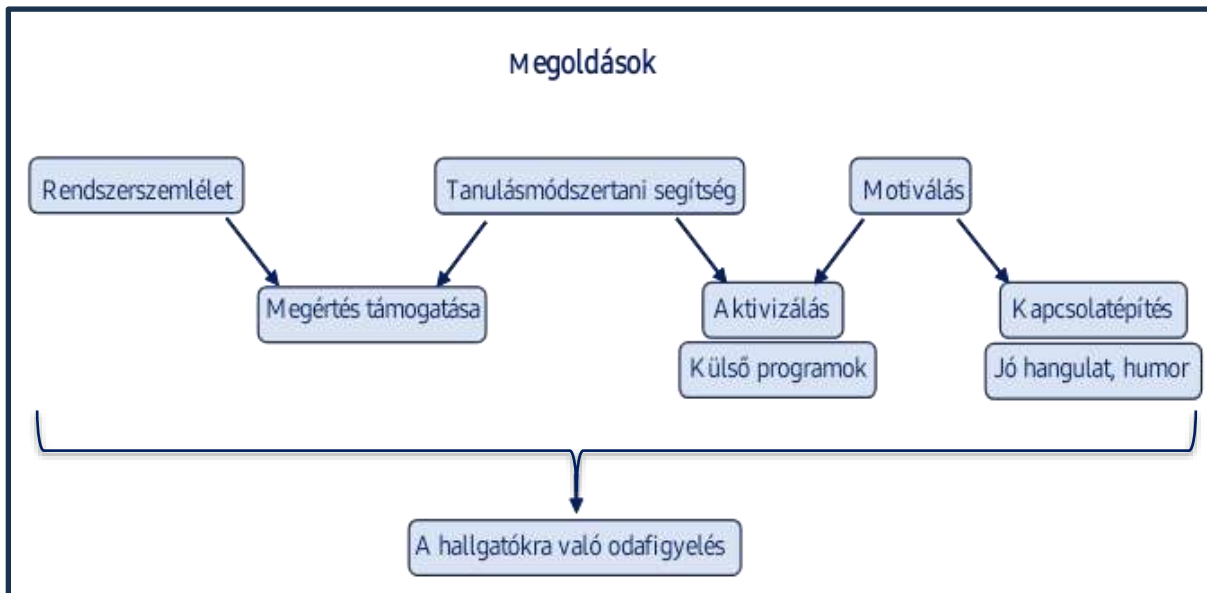 Megoldások
Rendszerszemlélet
Tanulásmódszertani segítség
Motiválás
Megértés támogatása
Aktivizálás
Kapcsolatépítés
Külső programok
Jó hangulat, humor
A hallgatókra való odafigyelés